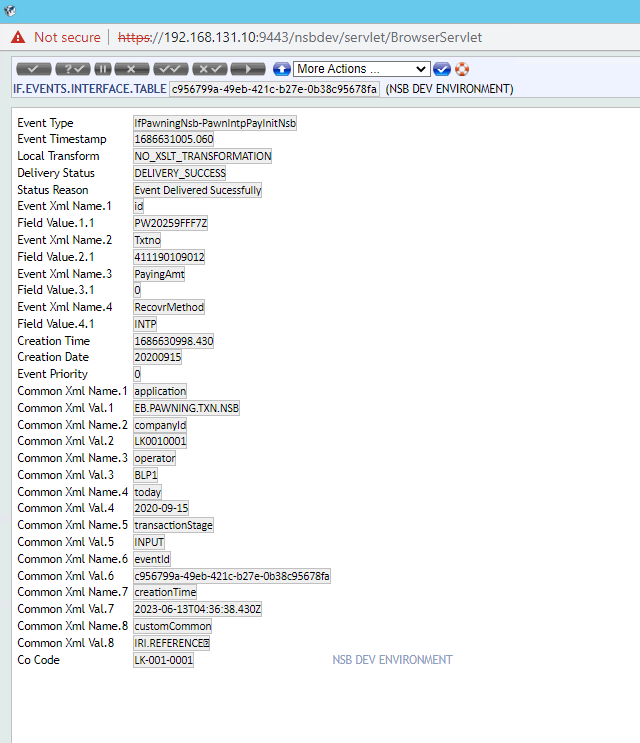 Not secure https://192.168.131.10:9443/nsbdev/servlet/BrowserServlet
More Actions ...
IF.EVENTS.INTERFACE.TABLE c956799a-49eb-421c-b27e-0b38c95678fa (NSB DEV ENVIRONMENT)
Event Type IfPawningNsb-PawnIntpPayInitNsb
Event Timestamp 1686631005.060
Local Transform NO_XSLT_TRANSFORMATION
Delivery Status DELIVERY_SUCCESS
Status Reason Event Delivered Sucessfully
Event Xml Name.1 id
Field Value.1.1 PW20259FFF7Z
Event Xml Name.2 Txtno
Field Value.2.1 411190109012
Event Xml Name.3 PayingAmt
Field Value.3.1 0
Event Xml Name.4 RecovrMethod
Field Value.4.1 INTP
Creation Time 1686630998.430
Creation Date 20200915
Event Priority 0
Common Xml Name.1 application
Common Xml Val.1 EB.PAWNING.TXN.NSB
Common Xml Name.2 companyId
Common Xml Val.2 LK0010001
Common Xml Name.3 operator
Common Xml Val.3 BLP1
Common Xml Name.4 today
Common Xml Val.4 2020-09-15
Common Xml Name.5 transactionStage
Common Xml Val.5 INPUT
Common Xml Name.6 eventId
Common Xml Val.6 c956799a-49eb-421c-b27e-0b38c95678fa
Common Xml Name.7 creationTime
Common Xml Val.7 2023-06-13T04:36:38.430Z
Common Xml Name.8 customCommon
Common Xml Val.8 IRI.REFERENCE
Co Code LK-001-0001 NSB DEV ENVIRONMENT